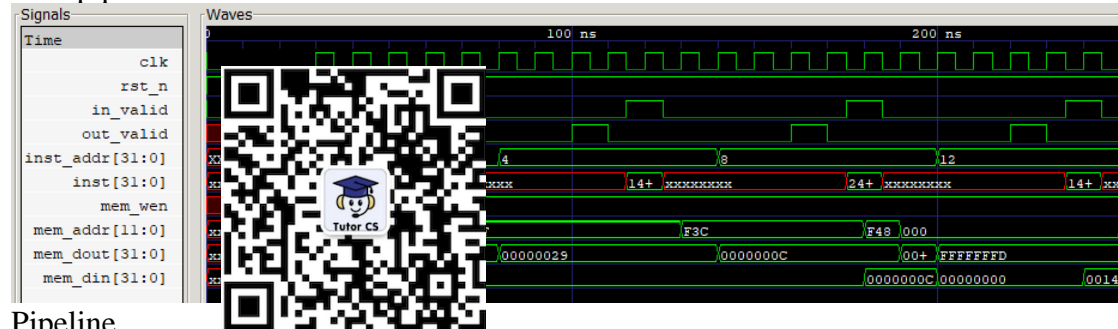 Signals
Waves
Time
100 ns
200 ns
clk
rst_n
in_valid
out_valid
inst_addr[31:0] xx 4 8 12
inst[31:0] xx xxx 14+ xxxxxxxx 24+ xxxxxxxx 14+ xx
mem_wen
mem_addr[11:0] xx F3C F48 000
mem_dout[31:0] xx 00000029 0000000C 00+ FFFFFFFD
mem_din[31:0] xx 0000000C 00000000 0014
Tutor CS
Pipeline